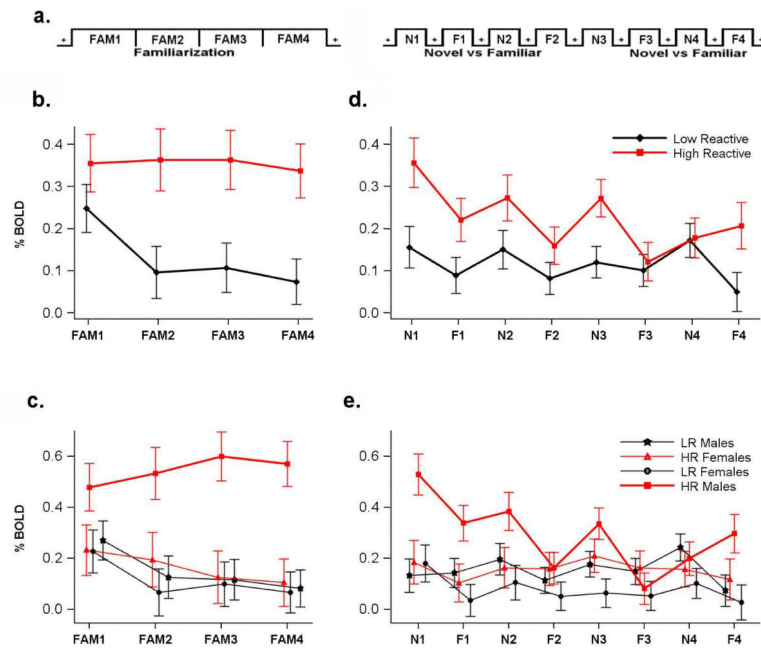 a.
+ FAM1 FAM2 FAM3 FAM4 +
Familiarization
+ N1 + F1 + N2 + F2 + N3 + F3 + N4 + F4 +
Novel vs Familiar Novel vs Familiar
b.
% BOLD
0.4
0.3
0.2
0.1
0.0
FAM1 FAM2 FAM3 FAM4
d.
Low Reactive
High Reactive
0.4
0.3
0.2
0.1
0.0
N1 F1 N2 F2 N3 F3 N4 F4
c.
% BOLD
0.6
0.4
0.2
0.0
FAM1 FAM2 FAM3 FAM4
e.
LR Males
HR Females
LR Females
HR Males
0.6
0.4
0.2
0.0
N1 F1 N2 F2 N3 F3 N4 F4